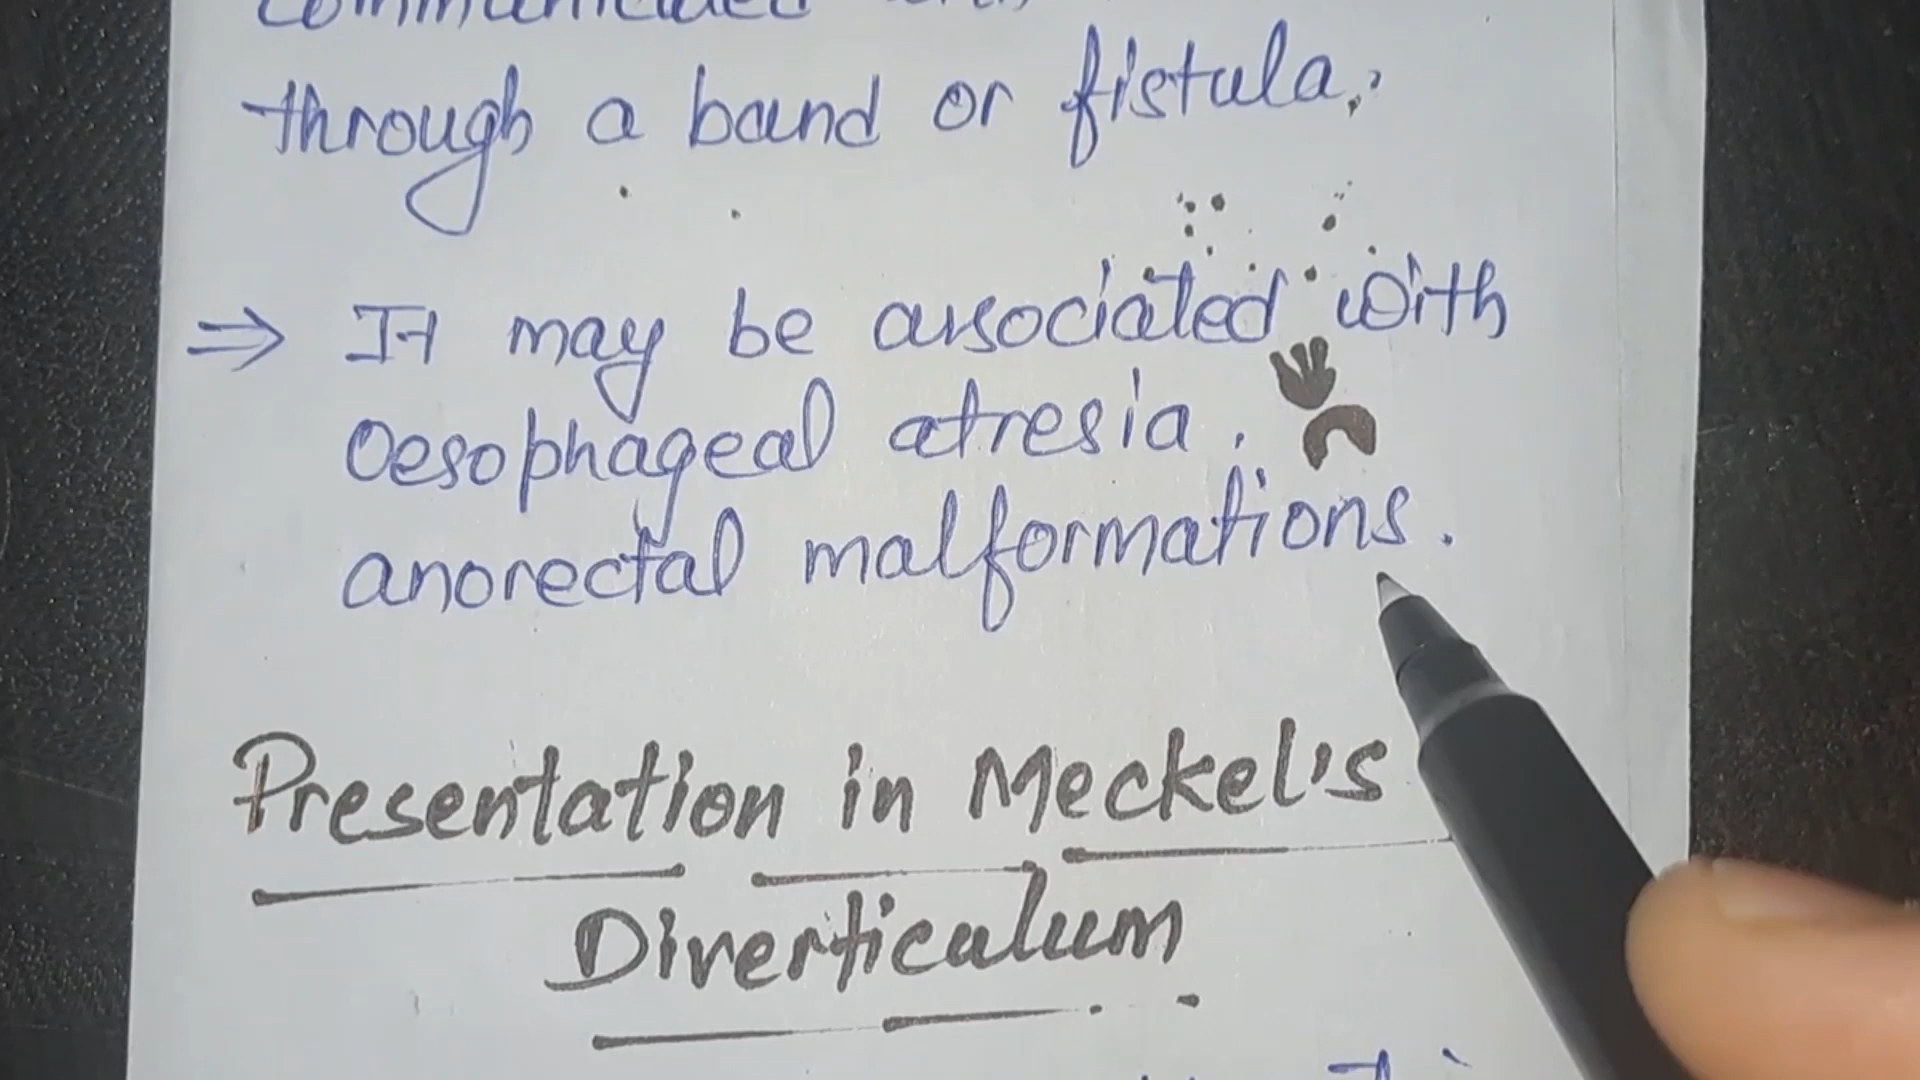 through a band or fistula.
⇒ It may be associated with
Oesophageal atresia.
anorectal malformations.
Presentation in Meckel's
Diverticulum